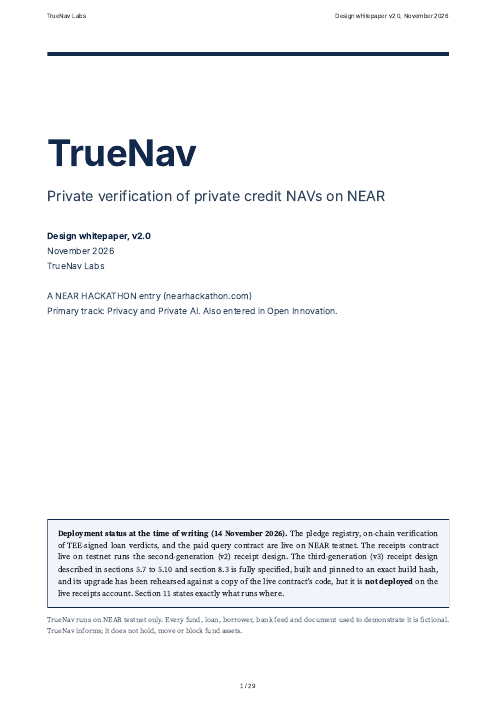 TrueNav Labs
Design whitepaper v2.0, November 2026
TrueNav
Private verification of private credit NAVs on NEAR
Design whitepaper, v2.0
November 2026
TrueNav Labs
A NEAR HACKATHON entry (nearhackathon.com)
Primary track: Privacy and Private AI. Also entered in Open Innovation.
Deployment status at the time of writing (14 November 2026). The pledge registry, on-chain verification
of TEE-signed loan verdicts, and the paid query contract are live on NEAR testnet. The receipts contract
live on testnet runs the second-generation (v2) receipt design. The third-generation (v3) receipt design
described in sections 5.7 to 5.10 and section 8.3 is fully specified, built and pinned to an exact build hash,
and its upgrade has been rehearsed against a copy of the live contract's code, but it is not deployed on the
live receipts account. Section 11 states exactly what runs where.
TrueNav runs on NEAR testnet only. Every fund, loan, borrower, bank feed and document used to demonstrate it is fictional.
TrueNav informs; it does not hold, move or block fund assets.
1 / 29